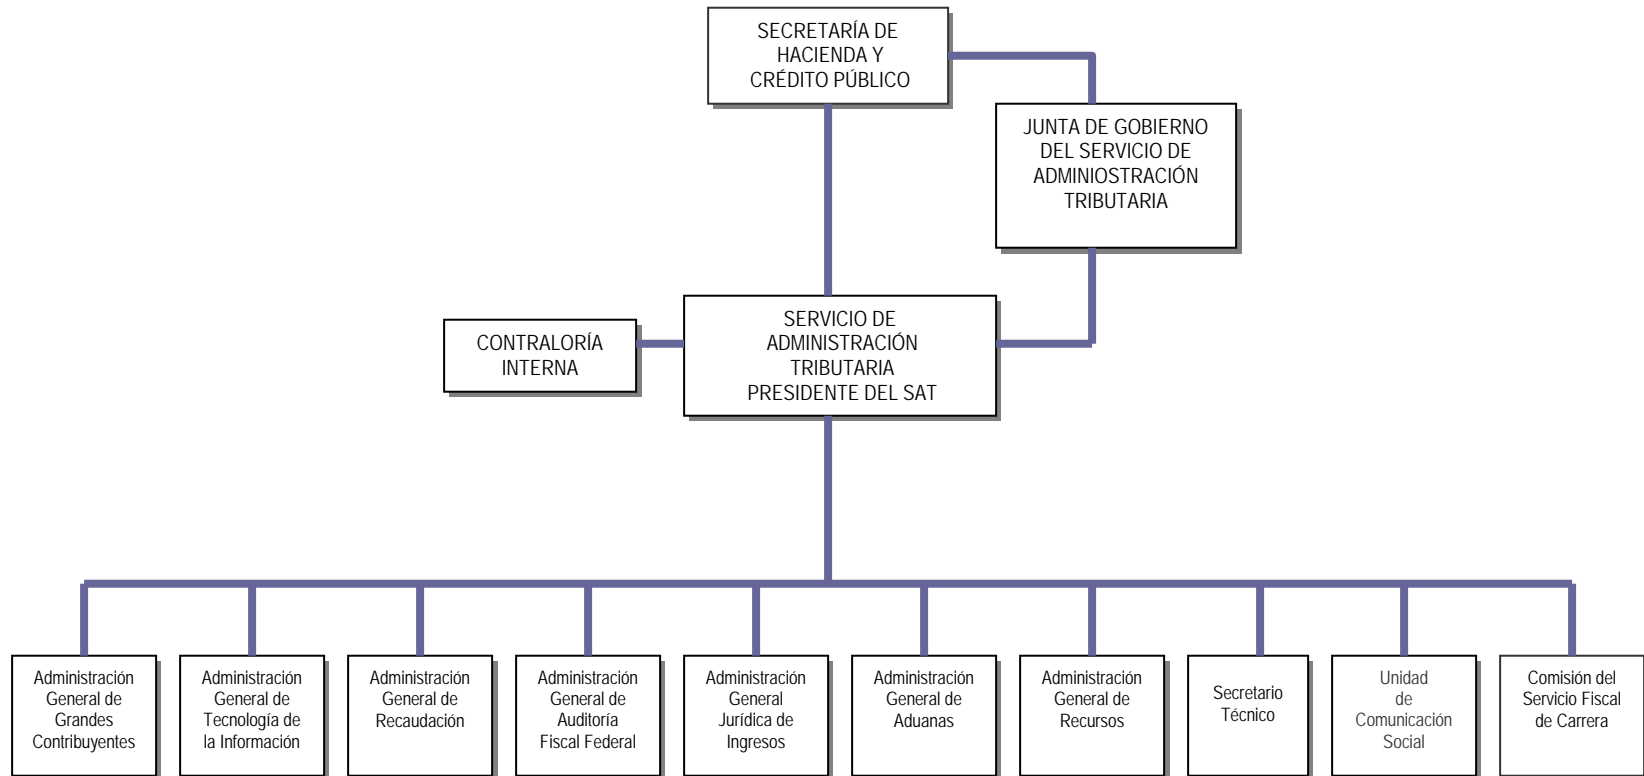 SECRETARÍA DE
HACIENDA Y
CRÉDITO PÚBLICO
JUNTA DE GOBIERNO
DEL SERVICIO DE
ADMINIOSTRACIÓN
TRIBUTARIA
SERVICIO DE
ADMINISTRACIÓN
TRIBUTARIA
PRESIDENTE DEL SAT
CONTRALORÍA
INTERNA
Administración
General de
Grandes
Contribuyentes
Administración
General de
Tecnología de
la Información
Administración
General de
Recaudación
Administración
General de
Auditoría
Fiscal Federal
Administración
General
Jurídica de
Ingresos
Administración
General de
Aduanas
Administración
General de
Recursos
Secretario
Técnico
Unidad
de
Comunicación
Social
Comisión del
Servicio Fiscal
de Carrera